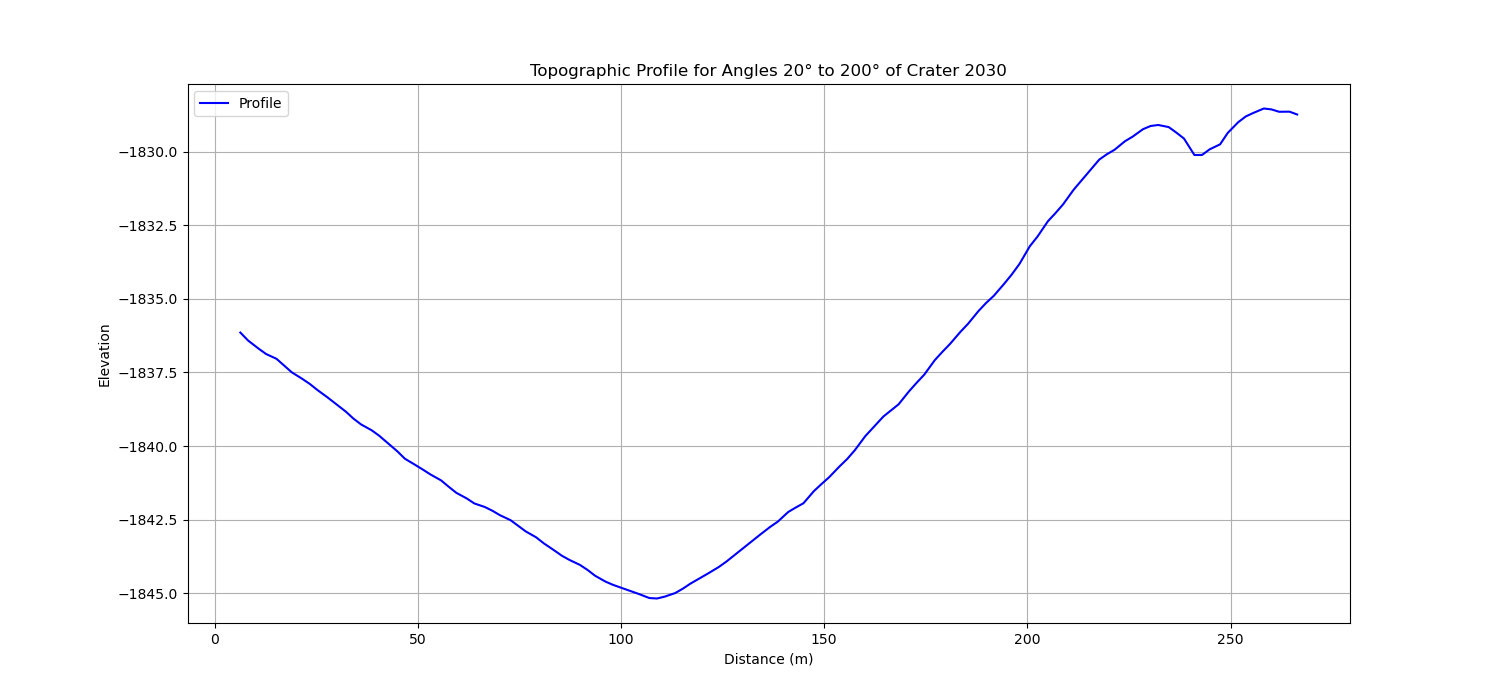 Topographic Profile for Angles 20° to 200° of Crater 2030
Profile
−1830.0
−1832.5
−1835.0
−1837.5
−1840.0
−1842.5
−1845.0
Elevation
0 50 100 150 200 250
Distance (m)